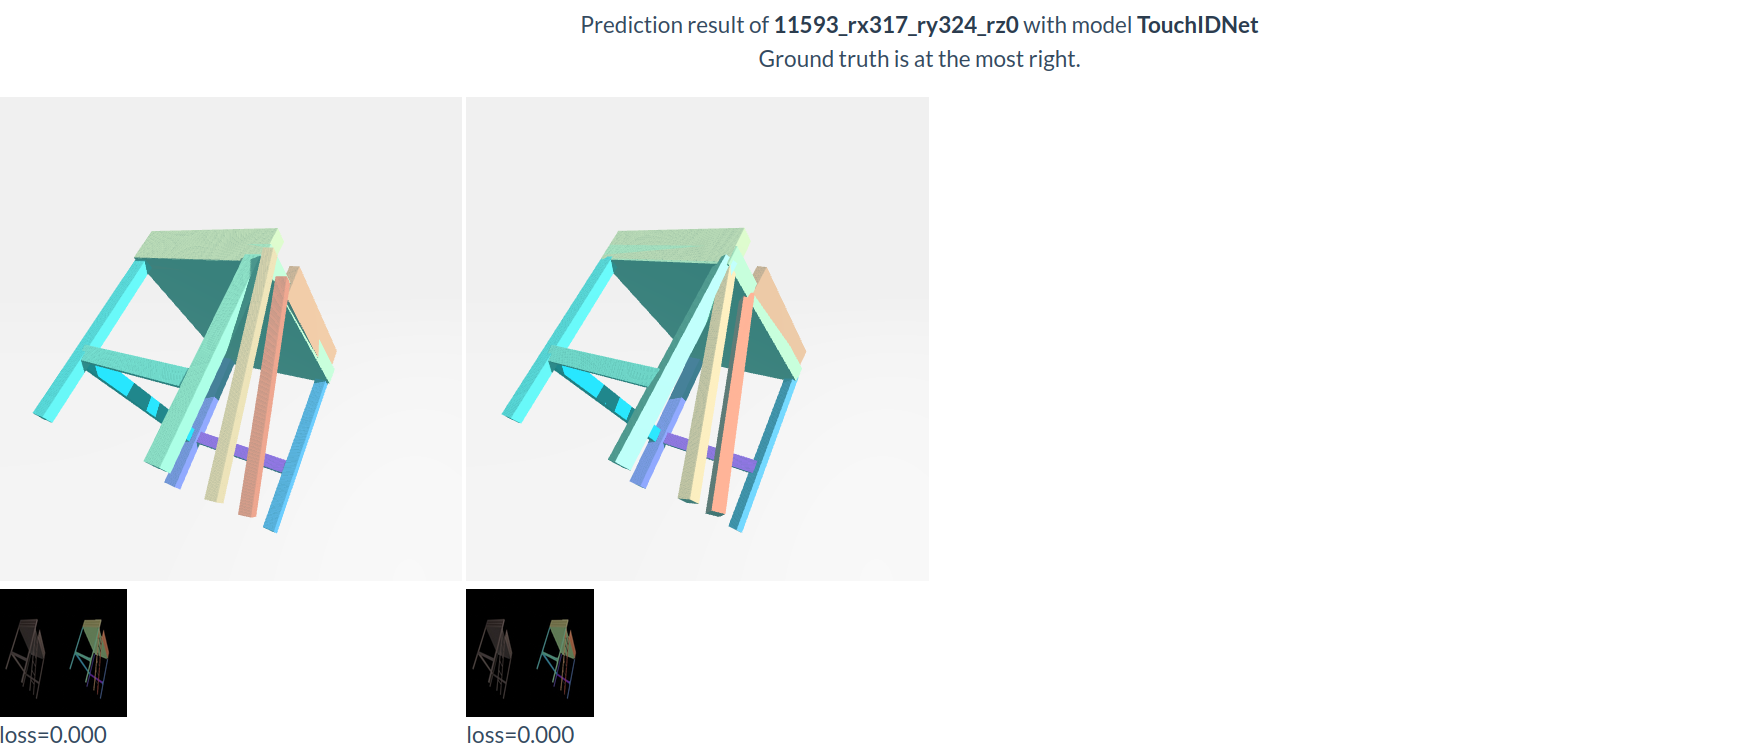 Prediction result of 11593_rx317_ry324_rz0 with model TouchIDNet
Ground truth is at the most right.
loss=0.000
loss=0.000